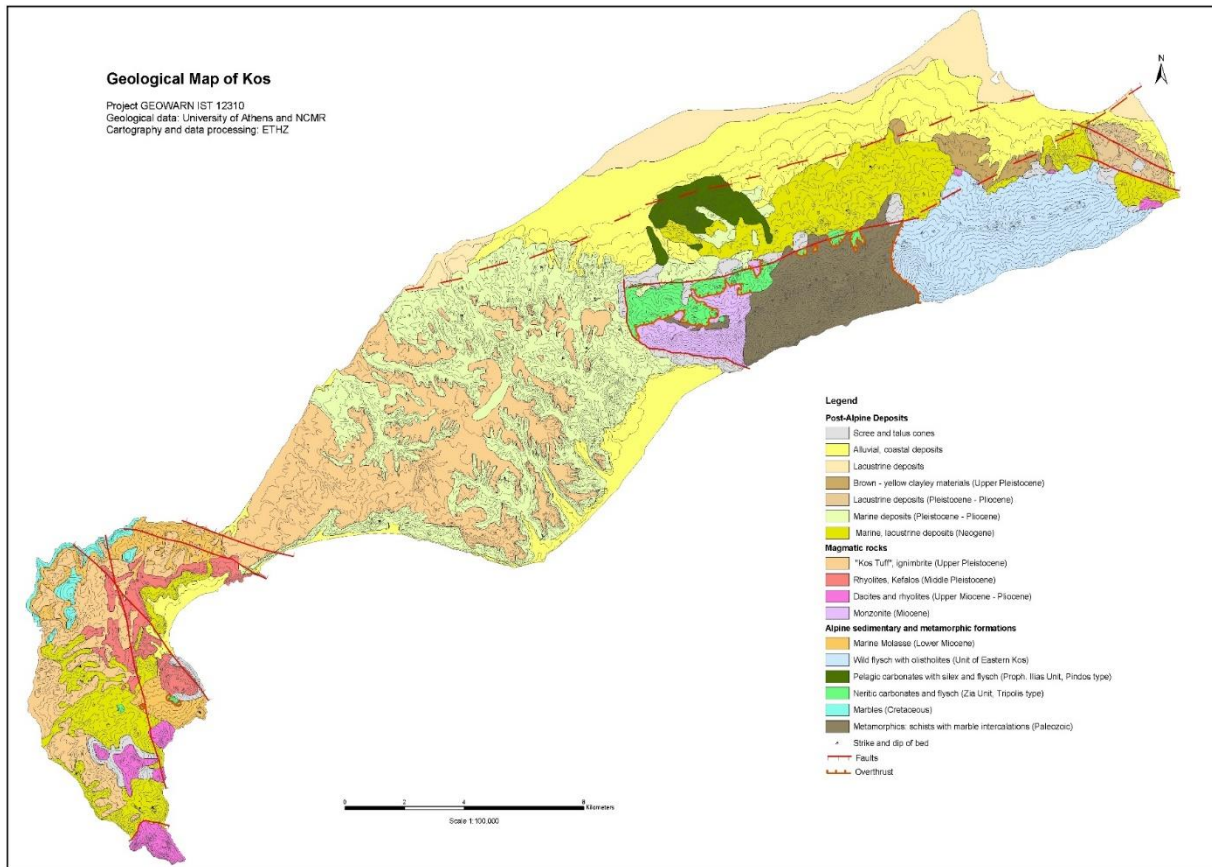 Geological Map of Kos
Project GEOWARN IST 12310
Geological data: University of Athens and NCMR
Cartography and data processing: ETHZ
N
Legend
Post-Alpine Deposits
Scree and talus cones
Alluvial, coastal deposits
Lacustrine deposits
Brown - yellow clayley materials (Upper Pleistocene)
Lacustrine deposits (Pleistocene - Pliocene)
Marine deposits (Pleistocene - Pliocene)
Marine, lacustrine deposits (Neogene)
Magmatic rocks
"Kos Tuff", ignimbrite (Upper Pleistocene)
Rhyolites, Kefalos (Middle Pleistocene)
Dacites and rhyolites (Upper Miocene - Pliocene)
Monzonite (Miocene)
Alpine sedimentary and metamorphic formations
Marine Molasse (Lower Miocene)
Wild flysch with olistholites (Unit of Eastern Kos)
Pelagic carbonates with silex and flysch (Proph. Ilias Unit, Pindos type)
Neritic carbonates and flysch (Zia Unit, Tripolis type)
Marbles (Cretaceous)
Metamorphics: schists with marble intercalations (Paleozoic)
Strike and dip of bed
Faults
Overthrust
0 2 4 6 8
Kilometers
Scale 1:100,000